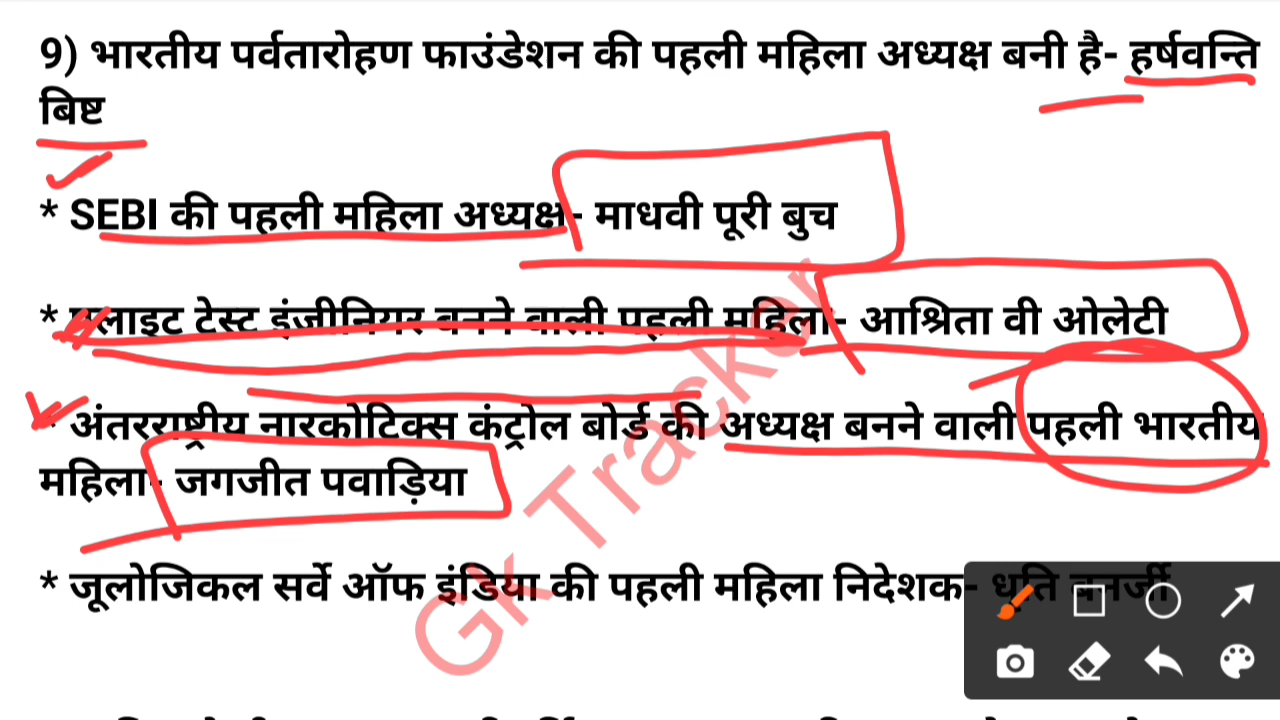 9) भारतीय पर्वतारोहण फाउंडेशन की पहली महिला अध्यक्ष बनी है- हर्षवन्ति
बिष्ट
* SEBI की पहली महिला अध्यक्ष- माधवी पूरी बुच
* फ्लाइट टेस्ट इंजीनियर बनने वाली पहली महिला- आश्रिता वी ओलेटी
* अंतरराष्ट्रीय नारकोटिक्स कंट्रोल बोर्ड की अध्यक्ष बनने वाली पहली भारतीय
महिला- जगजीत पवाड़िया
* जूलोजिकल सर्वे ऑफ इंडिया की पहली महिला निदेशक- धृति बनर्जी
Gk Tracker